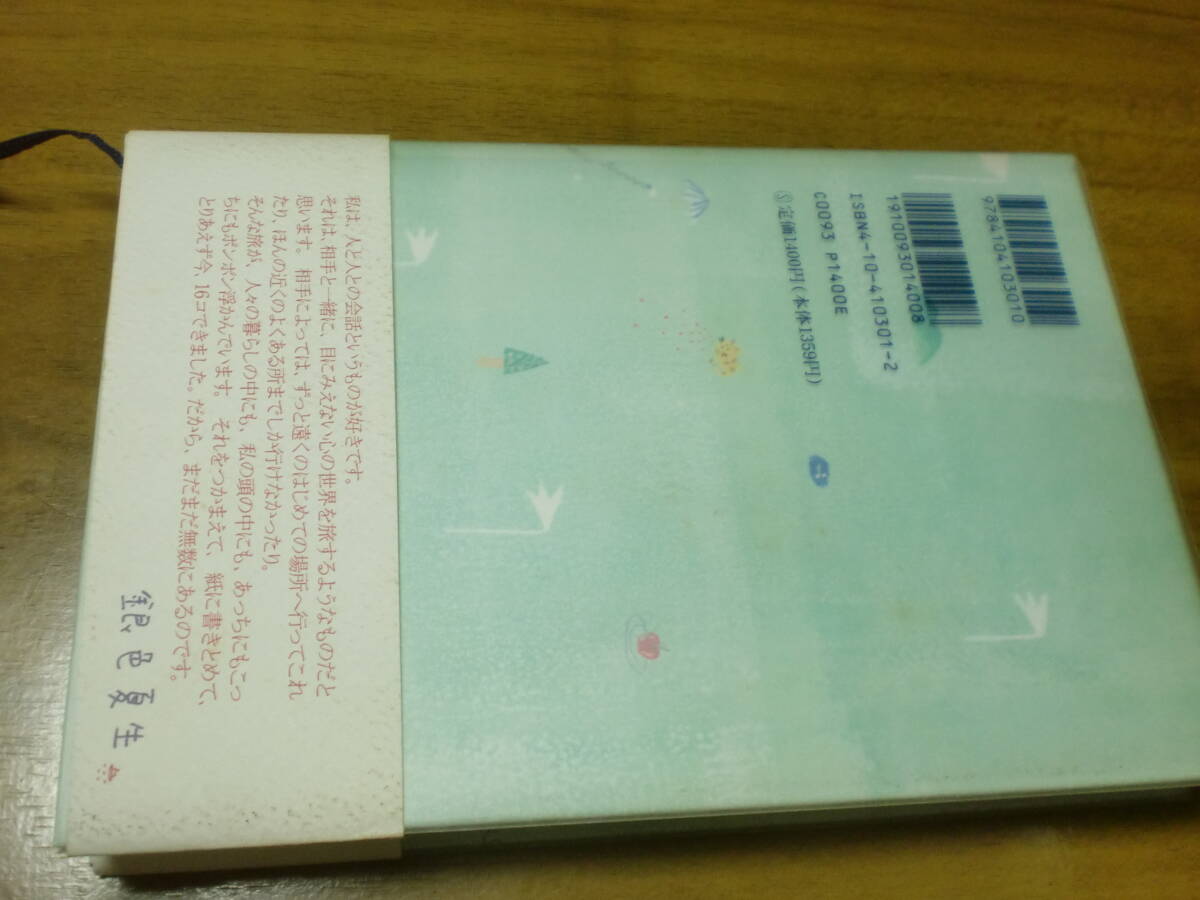 9784104103010
1910093014008
ISBN4-10-410301-2
C0093 P1400E
Ⓢ定価1400円(本体1359円)
私は、人と人との会話というものが好きです。
それは、相手と一緒に、目にみえない心の世界を旅するようなものだと
思います。 相手によっては、ずっと遠くのはじめての場所へ行ってこれ
たり、ほんの近くのよくある所までしか行けなかったり。
そんな旅が、人々の暮らしの中にも、私の頭の中にも、あっちにもこっ
ちにもポンポン浮かんでいます。 それをつかまえて、紙に書きとめて、
とりあえず今、16コできました。だから、まだまだ無数にあるのです。
銀色夏生